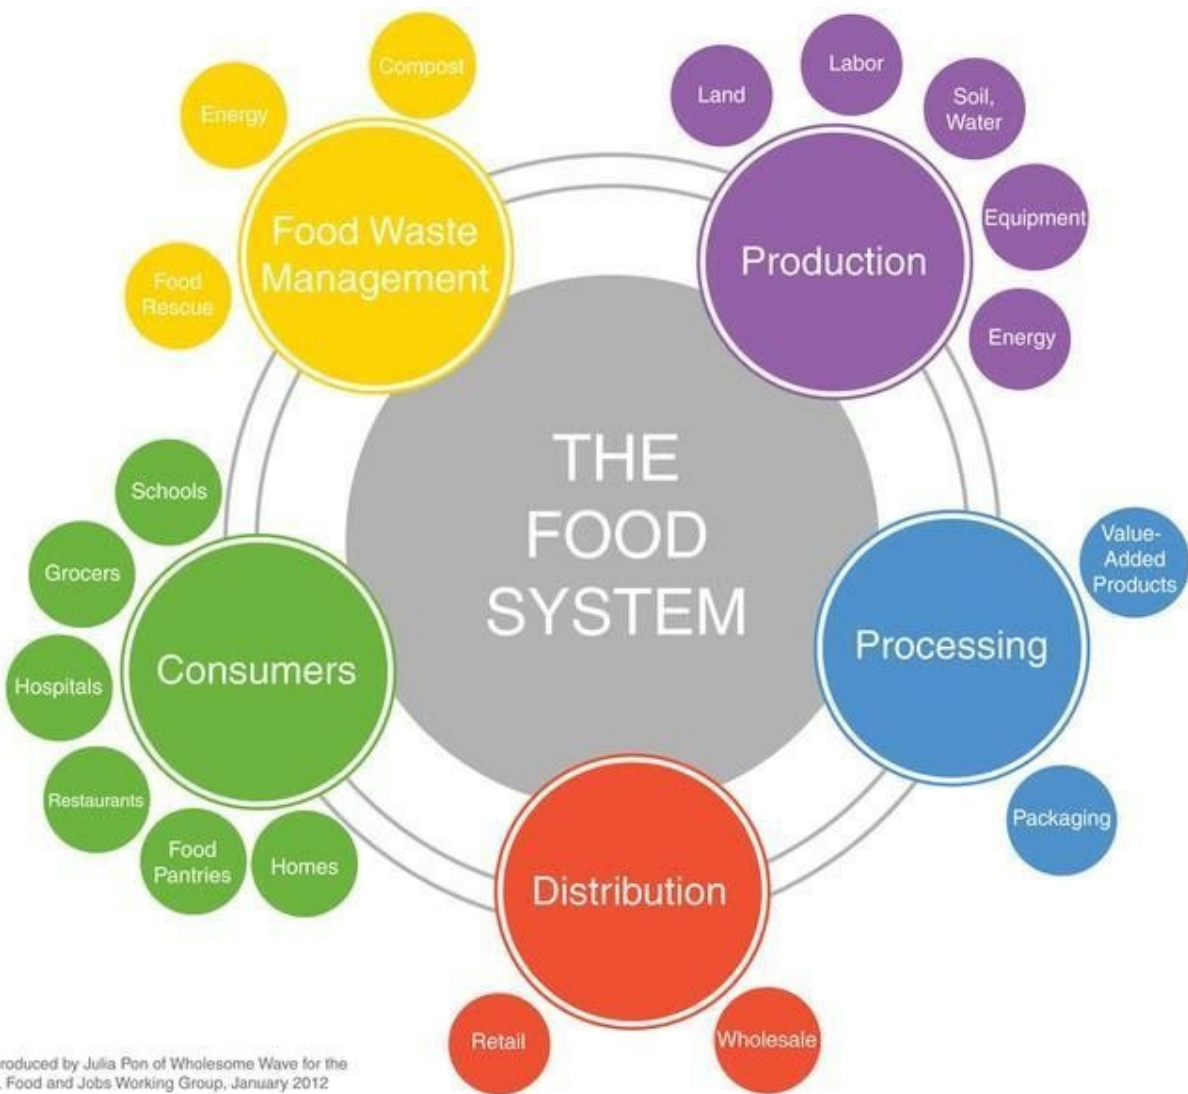 THE
FOOD
SYSTEM
Production
Land
Labor
Soil,
Water
Equipment
Energy
Processing
Value-
Added
Products
Packaging
Distribution
Wholesale
Retail
Consumers
Homes
Food
Pantries
Restaurants
Hospitals
Grocers
Schools
Food Waste
Management
Food
Rescue
Energy
Compost
by Julia Pon of Wholesome Wave for the
Food and Jobs Working Group, January 2012